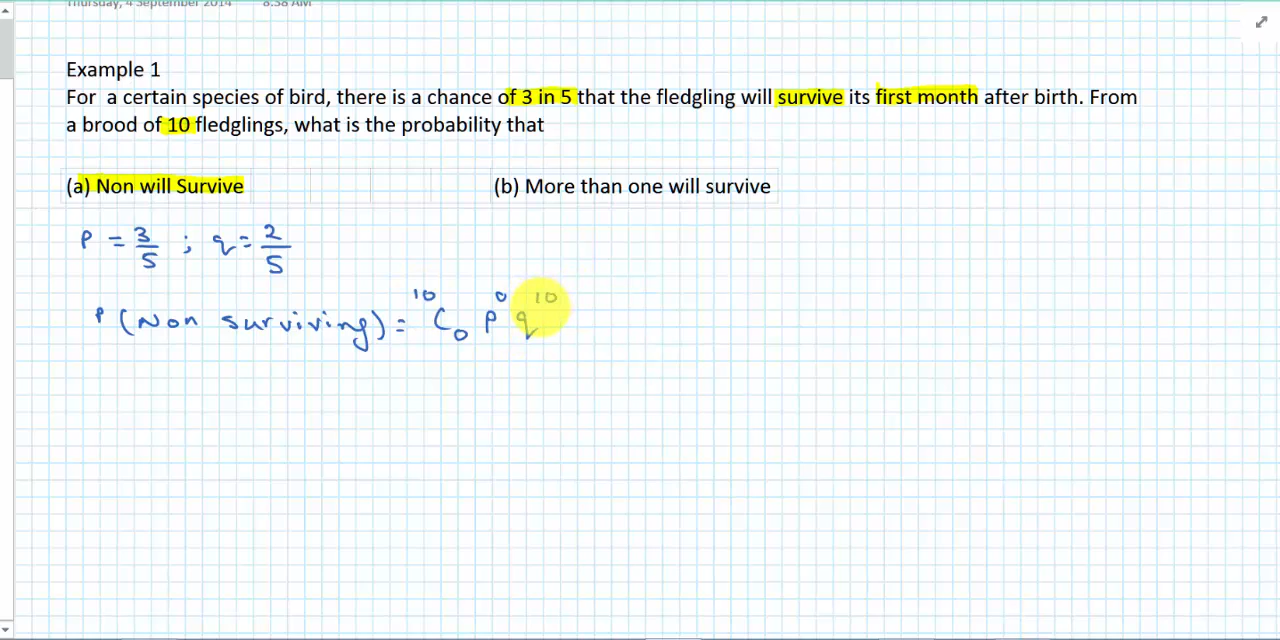 Thursday, 4 September 2014 8:58 AM
Example 1
For a certain species of bird, there is a chance of 3 in 5 that the fledgling will survive its first month after birth. From
a brood of 10 fledglings, what is the probability that
(a) Non will Survive (b) More than one will survive
P = 3/5 ; q = 2/5
P (Non surviving) = ¹⁰C₀ P⁰ q¹⁰